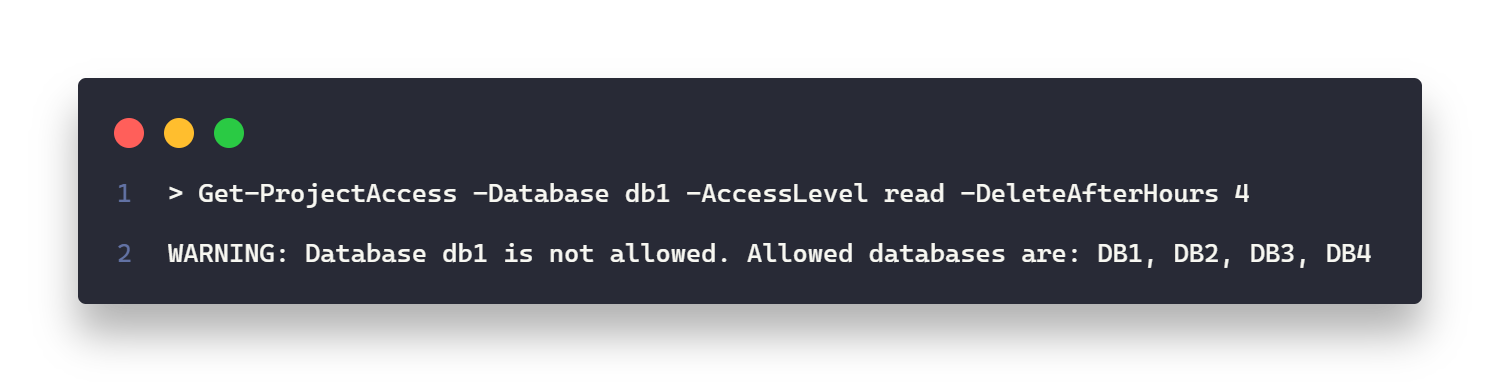 1 > Get-ProjectAccess -Database db1 -AccessLevel read -DeleteAfterHours 4
2 WARNING: Database db1 is not allowed. Allowed databases are: DB1, DB2, DB3, DB4